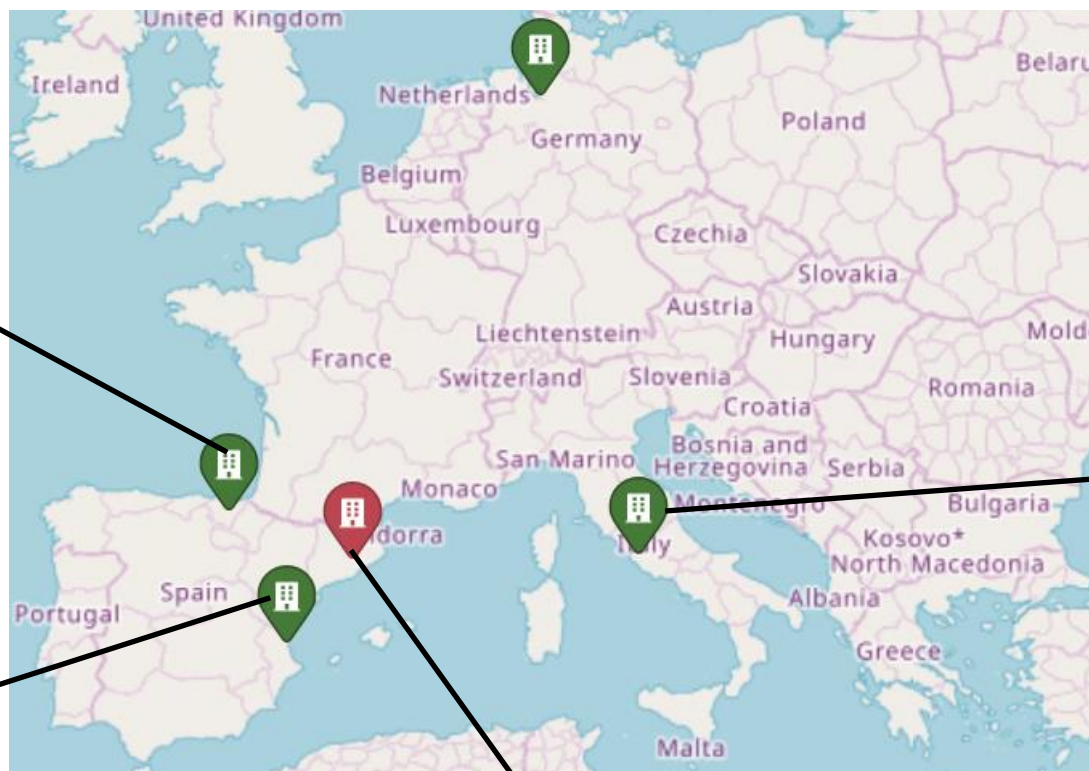 United Kingdom
Ireland
Belaru
Netherlands
Poland
Germany
Belgium
Luxembourg
Czechia
Slovakia
Austria
Liechtenstein
Hungary
Mold
France
Switzerland
Slovenia
Romania
Croatia
San Marino
Bosnia and
Herzegovina
Serbia
Monaco
Montenegro
Bulgaria
dorra
Italy
Kosovo*
North Macedonia
Spain
Portugal
Albania
Greece
Malta